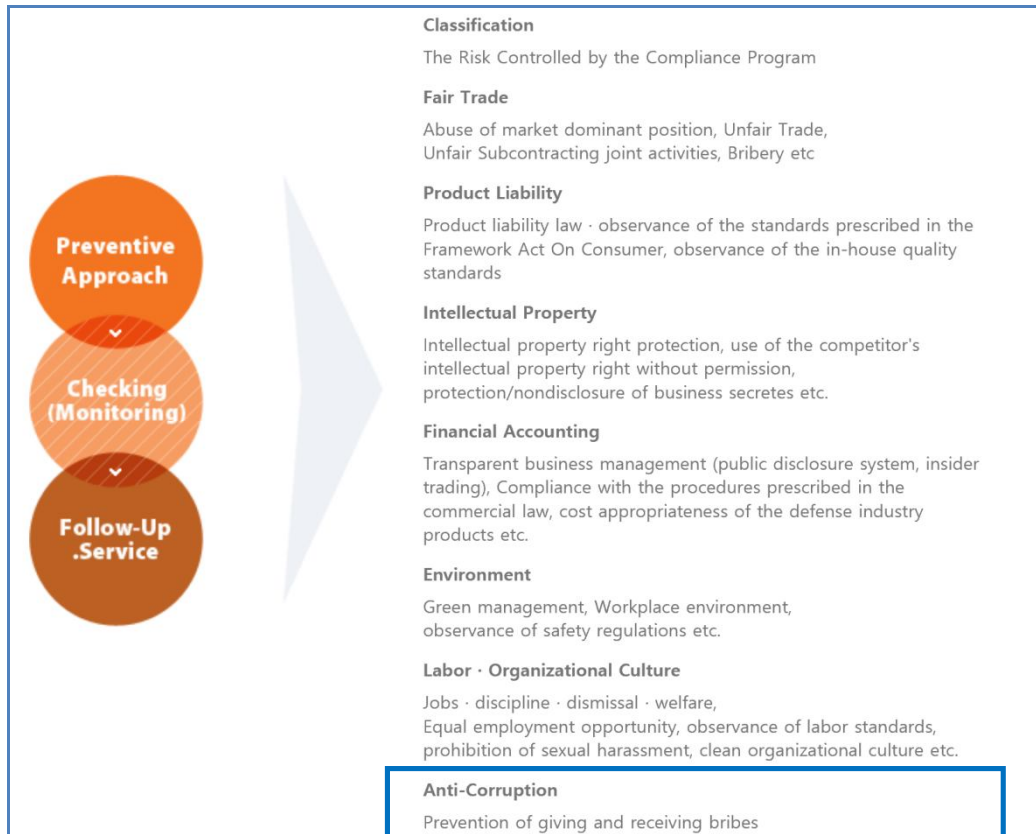 Preventive
Approach
Checking
(Monitoring)
Follow-Up
.Service
Classification
The Risk Controlled by the Compliance Program
Fair Trade
Abuse of market dominant position, Unfair Trade,
Unfair Subcontracting joint activities, Bribery etc
Product Liability
Product liability law · observance of the standards prescribed in the
Framework Act On Consumer, observance of the in-house quality
standards
Intellectual Property
Intellectual property right protection, use of the competitor's
intellectual property right without permission,
protection/nondisclosure of business secretes etc.
Financial Accounting
Transparent business management (public disclosure system, insider
trading), Compliance with the procedures prescribed in the
commercial law, cost appropriateness of the defense industry
products etc.
Environment
Green management, Workplace environment,
observance of safety regulations etc.
Labor · Organizational Culture
Jobs · discipline · dismissal · welfare,
Equal employment opportunity, observance of labor standards,
prohibition of sexual harassment, clean organizational culture etc.
Anti-Corruption
Prevention of giving and receiving bribes